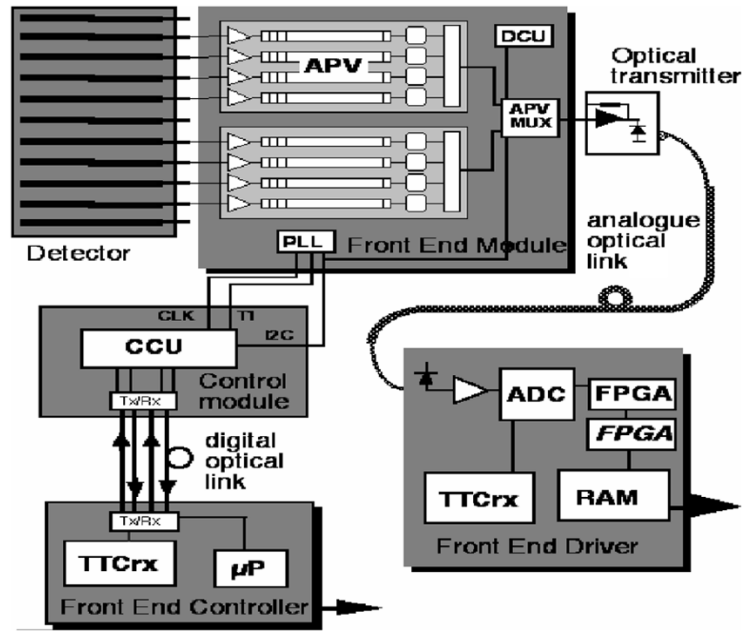 DCU
APV
APV
MUX
Optical
transmitter
Detector
PLL
Front End Module
analogue
optical
link
CLK
T1
I2C
CCU
Control
module
Tx/Rx
digital
optical
link
ADC
FPGA
FPGA
TTCrx
RAM
Front End Driver
Tx/Rx
TTCrx
µP
Front End Controller